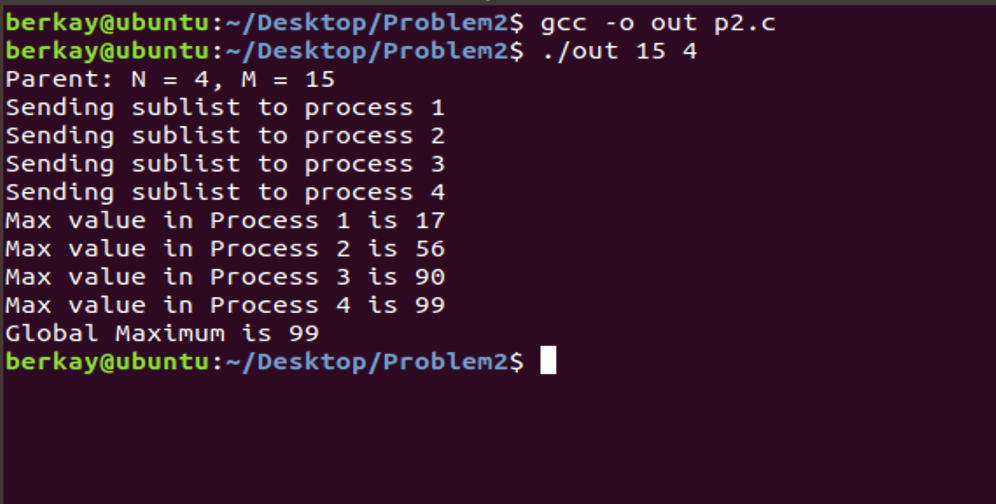 berkay@ubuntu:~/Desktop/Problem2$ gcc -o out p2.c
berkay@ubuntu:~/Desktop/Problem2$ ./out 15 4
Parent: N = 4, M = 15
Sending sublist to process 1
Sending sublist to process 2
Sending sublist to process 3
Sending sublist to process 4
Max value in Process 1 is 17
Max value in Process 2 is 56
Max value in Process 3 is 90
Max value in Process 4 is 99
Global Maximum is 99
berkay@ubuntu:~/Desktop/Problem2$